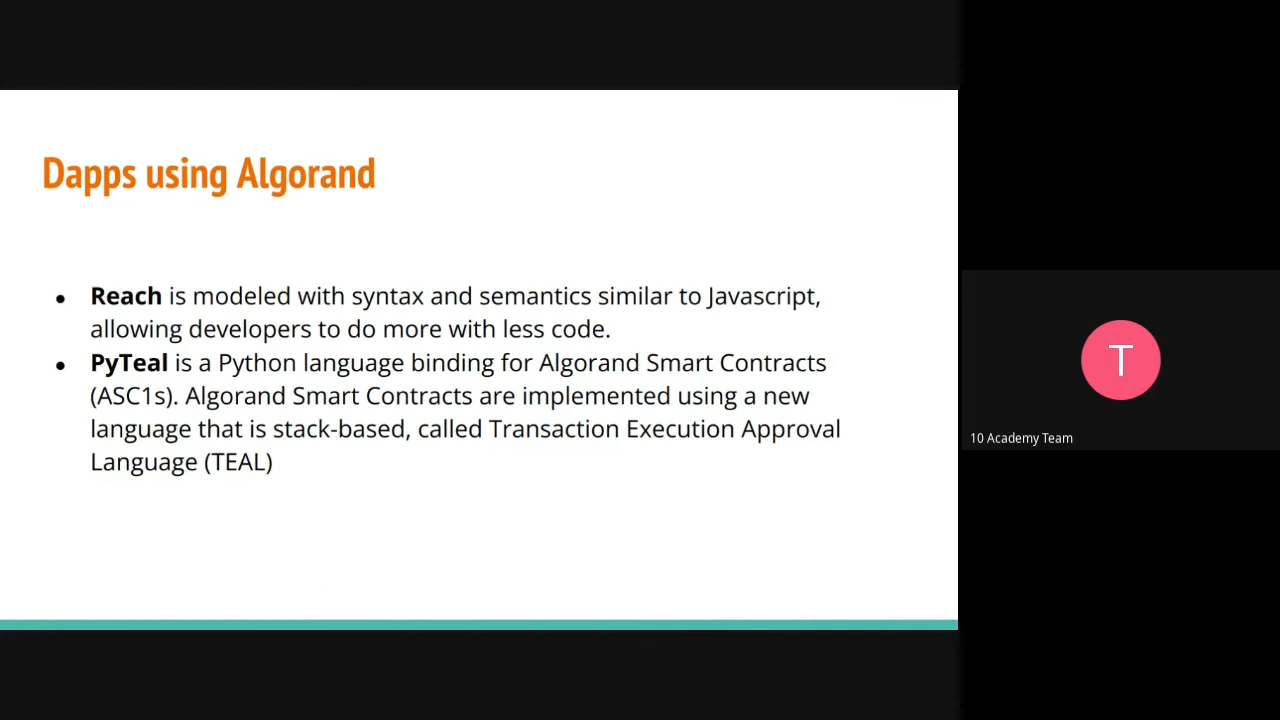 Dapps using Algorand
● Reach is modeled with syntax and semantics similar to Javascript,
allowing developers to do more with less code.
● PyTeal is a Python language binding for Algorand Smart Contracts
(ASC1s). Algorand Smart Contracts are implemented using a new
language that is stack-based, called Transaction Execution Approval
Language (TEAL)
T
10 Academy Team